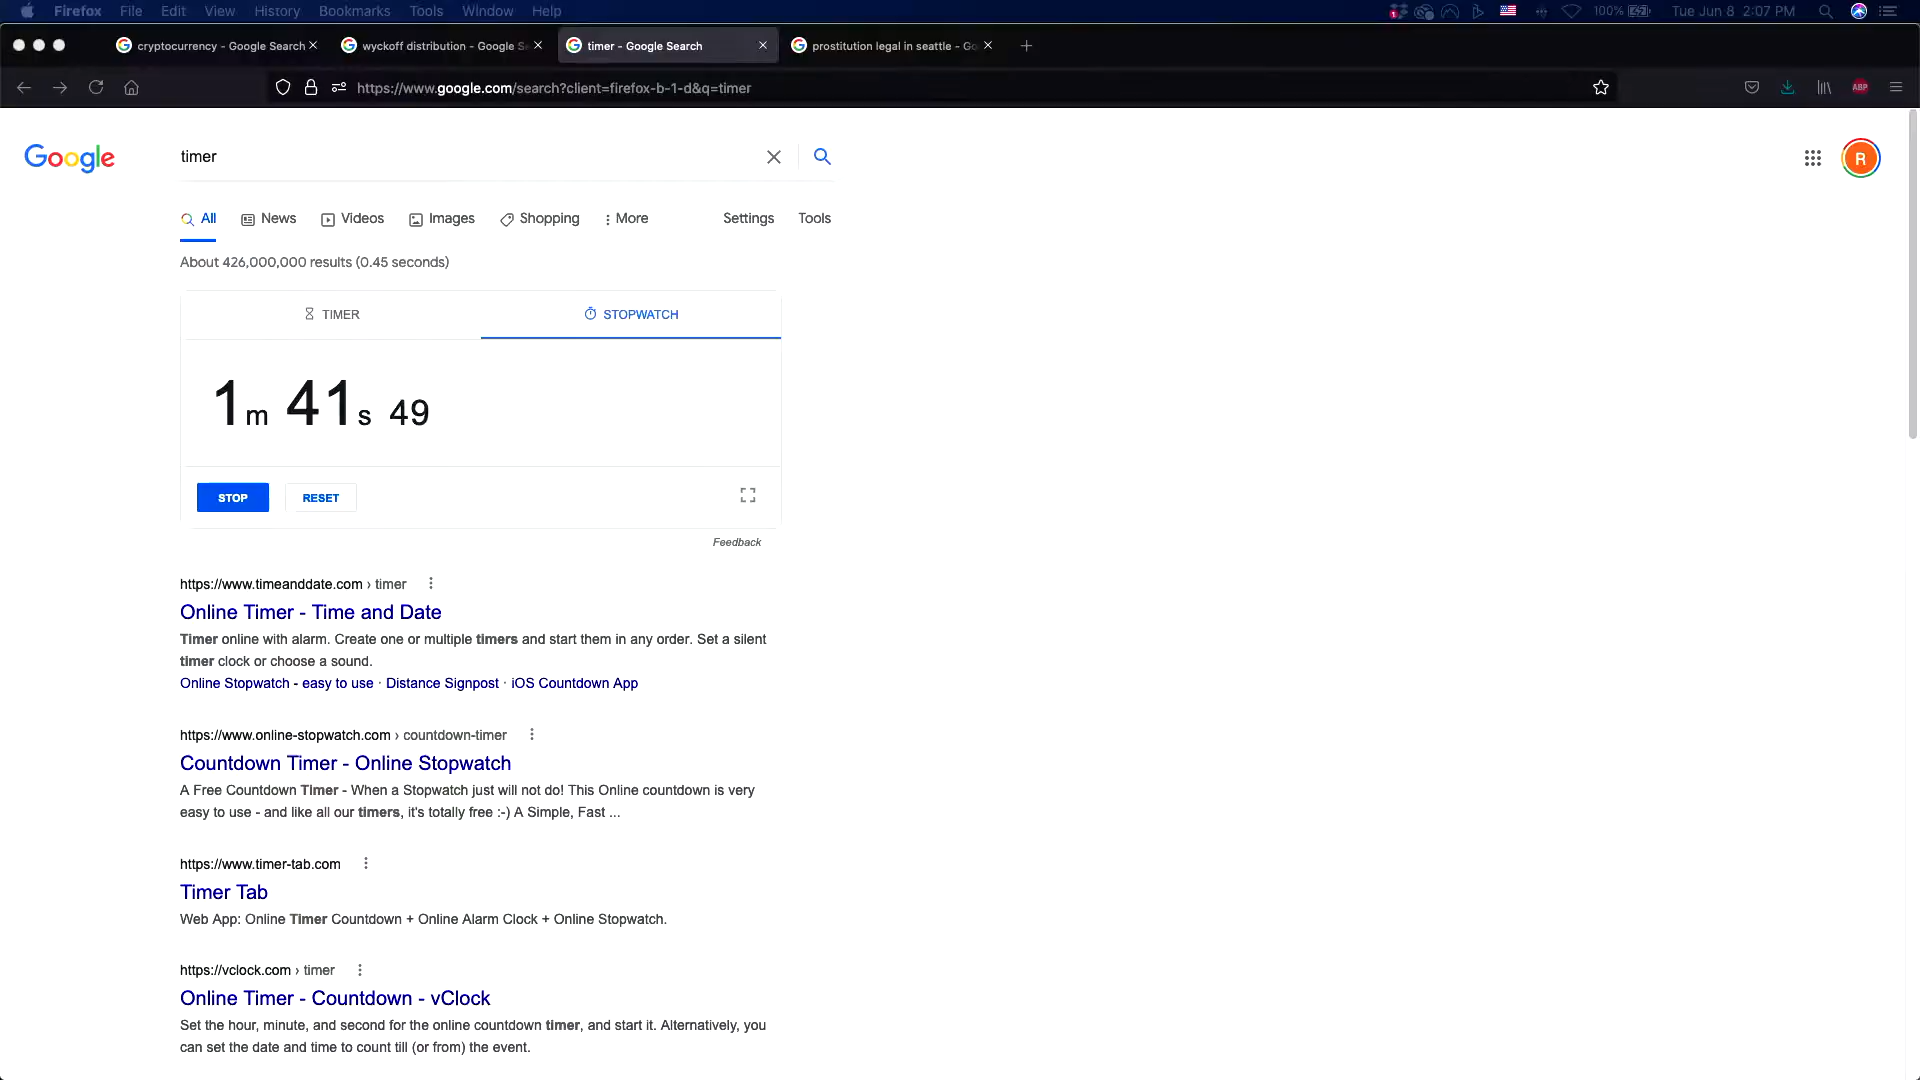 Firefox File Edit View History Bookmarks Tools Window Help 1 100% Tue Jun 8 2:07 PM
cryptocurrency - Google Search wyckoff distribution - Google Se timer - Google Search prostitution legal in seattle - Go
https://www.google.com/search?client=firefox-b-1-d&q=timer ABP
Google timer R
All News Videos Images Shopping More Settings Tools
About 426,000,000 results (0.45 seconds)
TIMER STOPWATCH
1m 41s 49
STOP RESET
Feedback
https://www.timeanddate.com › timer
Online Timer - Time and Date
Timer online with alarm. Create one or multiple timers and start them in any order. Set a silent
timer clock or choose a sound.
Online Stopwatch - easy to use · Distance Signpost · iOS Countdown App
https://www.online-stopwatch.com › countdown-timer
Countdown Timer - Online Stopwatch
A Free Countdown Timer - When a Stopwatch just will not do! This Online countdown is very
easy to use - and like all our timers, it's totally free :-) A Simple, Fast ...
https://www.timer-tab.com
Timer Tab
Web App: Online Timer Countdown + Online Alarm Clock + Online Stopwatch.
https://vclock.com › timer
Online Timer - Countdown - vClock
Set the hour, minute, and second for the online countdown timer, and start it. Alternatively, you
can set the date and time to count till (or from) the event.